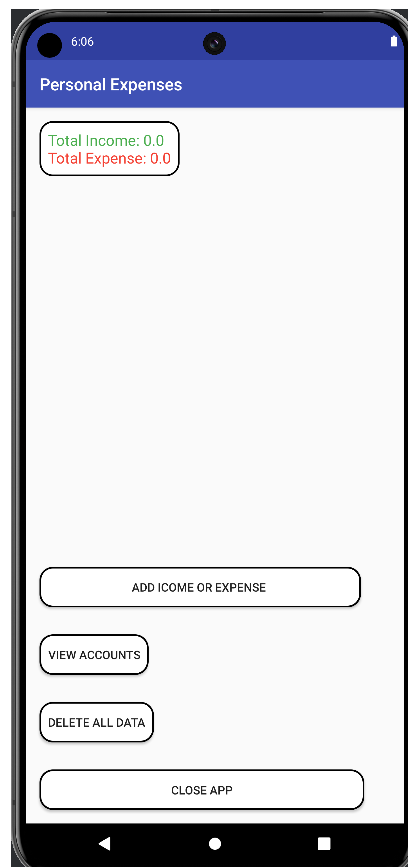 6:06
Personal Expenses
Total Income: 0.0
Total Expense: 0.0
ADD ICOME OR EXPENSE
VIEW ACCOUNTS
DELETE ALL DATA
CLOSE APP